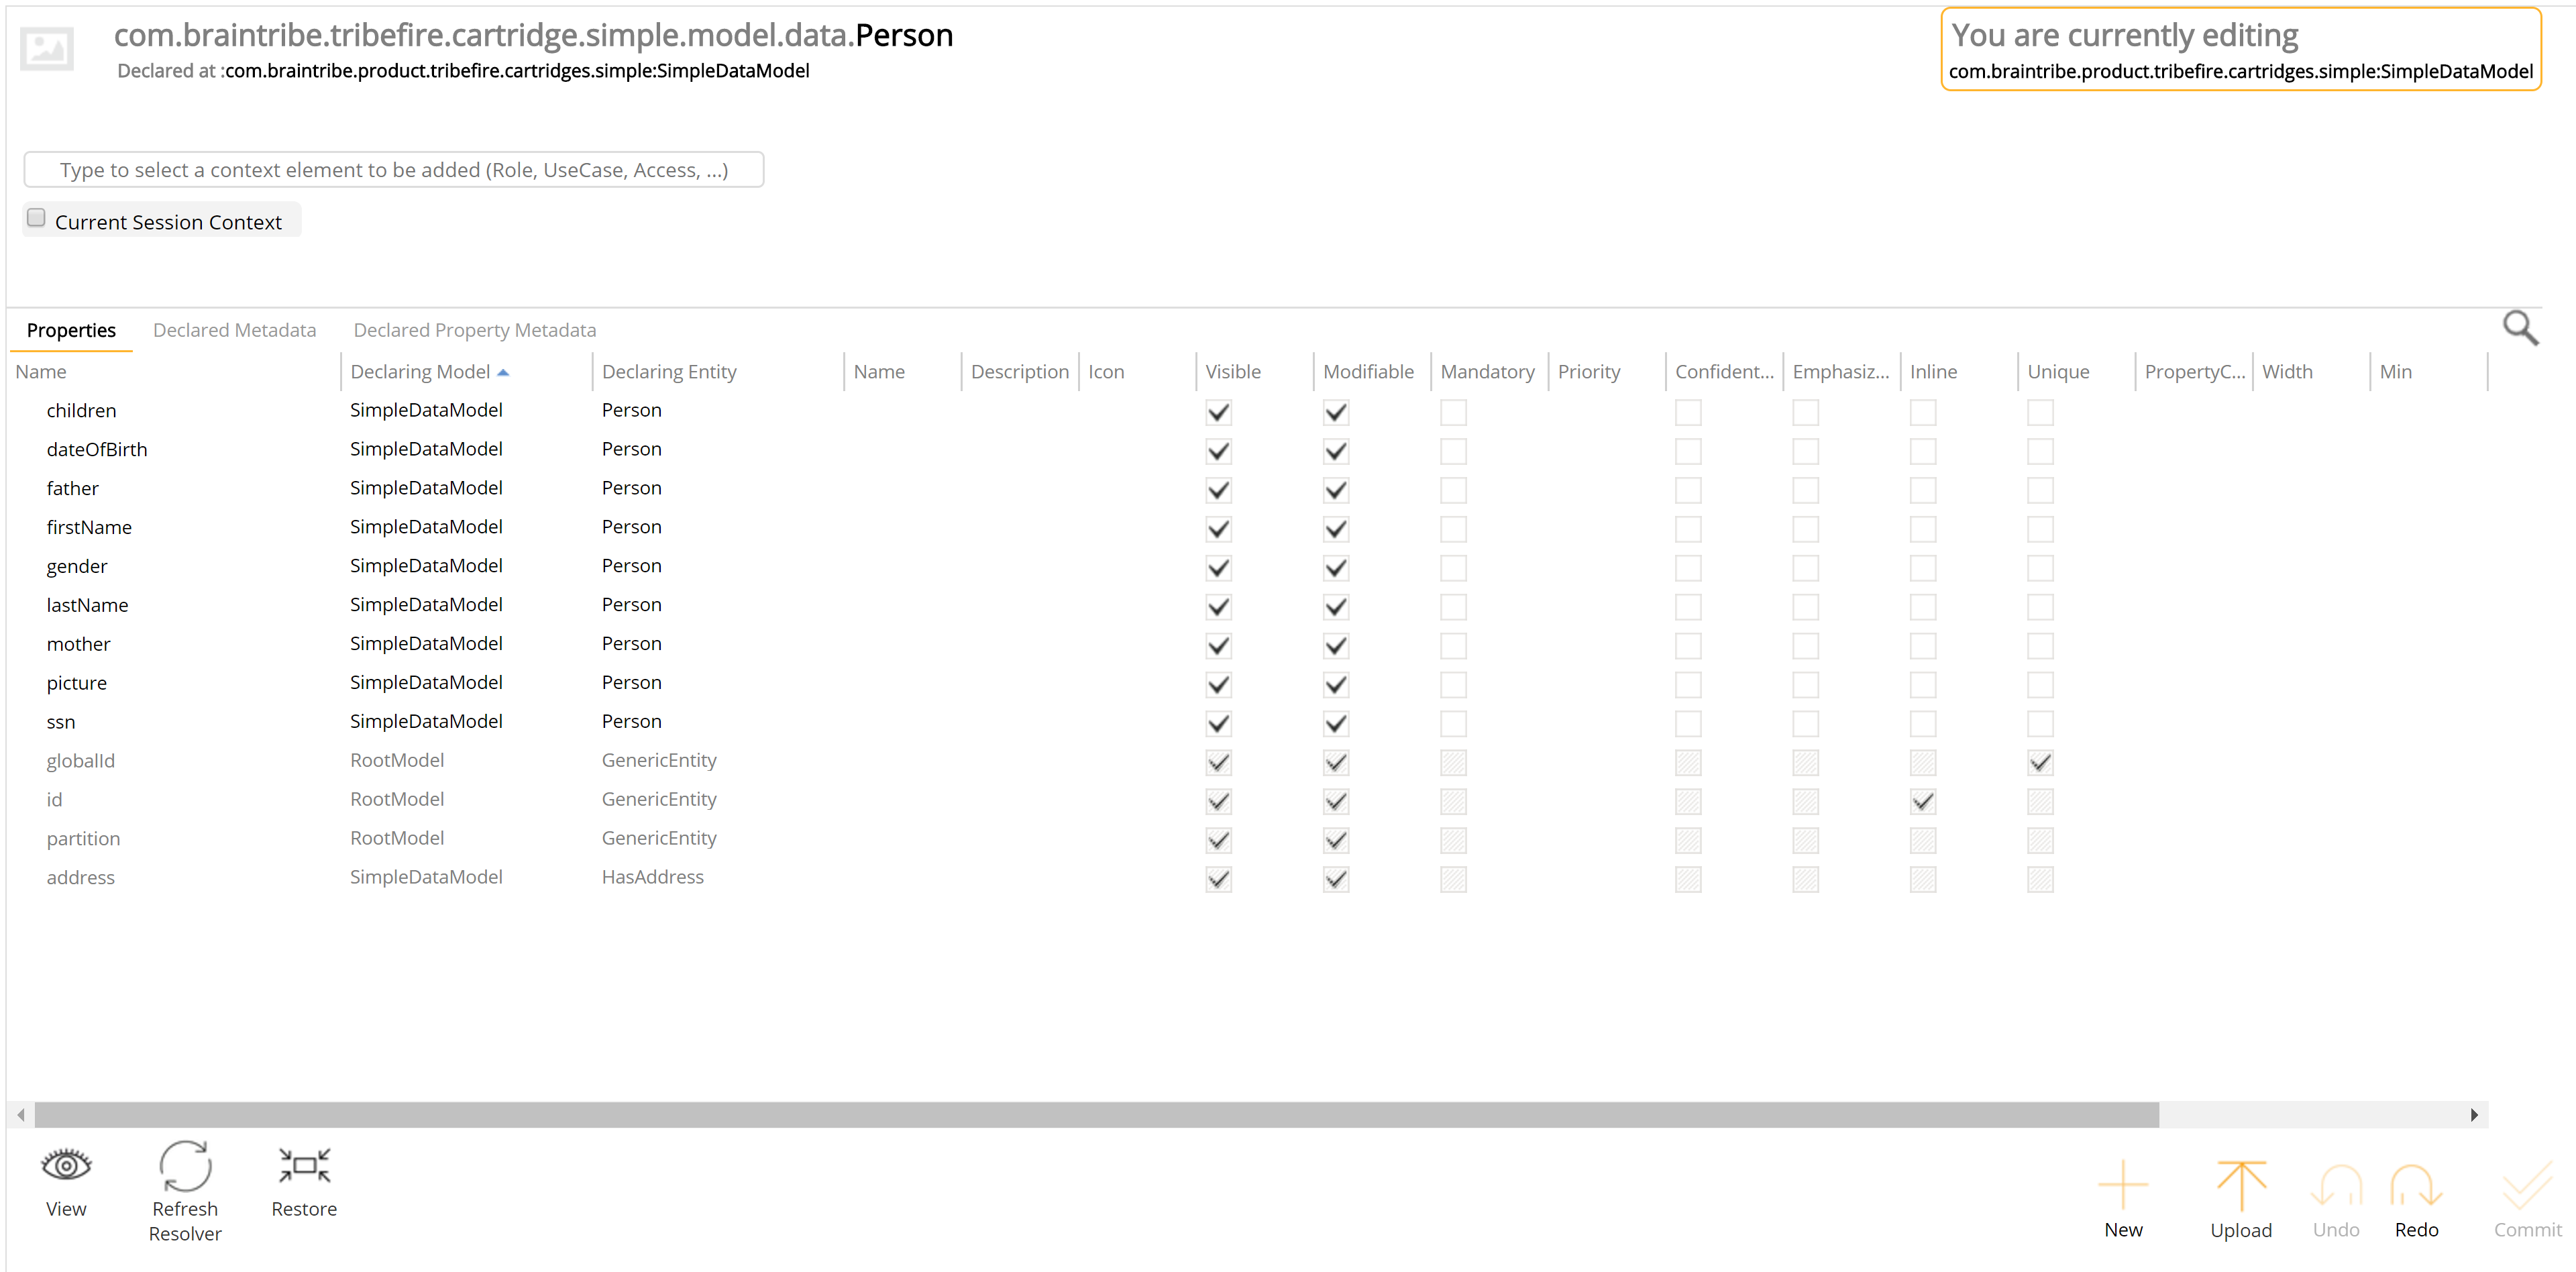 com.braintribe.tribefire.cartridge.simple.model.data.Person
Declared at :com.braintribe.product.tribefire.cartridges.simple:SimpleDataModel
You are currently editing
com.braintribe.product.tribefire.cartridges.simple:SimpleDataModel
Type to select a context element to be added (Role, UseCase, Access, ...)
Current Session Context
Properties Declared Metadata Declared Property Metadata
Name Declaring Model Declaring Entity Name Description Icon Visible Modifiable Mandatory Priority Confident... Emphasiz... Inline Unique PropertyC... Width Min
children SimpleDataModel Person
dateOfBirth SimpleDataModel Person
father SimpleDataModel Person
firstName SimpleDataModel Person
gender SimpleDataModel Person
lastName SimpleDataModel Person
mother SimpleDataModel Person
picture SimpleDataModel Person
ssn SimpleDataModel Person
globalId RootModel GenericEntity
id RootModel GenericEntity
partition RootModel GenericEntity
address SimpleDataModel HasAddress
View
Refresh
Resolver
Restore
New
Upload
Undo
Redo
Commit